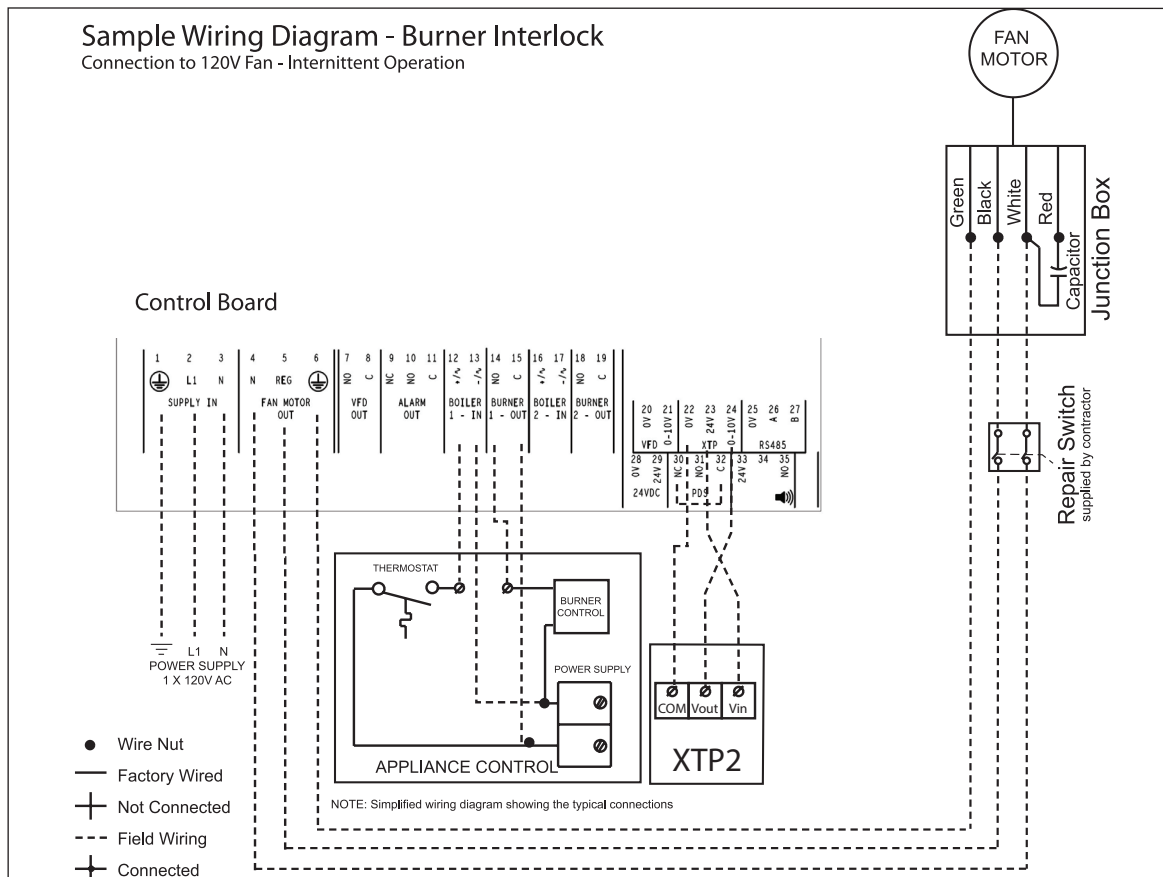 Sample Wiring Diagram - Burner Interlock
Connection to 120V Fan - Internittent Operation
FAN
MOTOR
Green
Black
White
Red
Capacitor
Junction Box
Control Board
1 2 3 4 5 6 7 8 9 10 11 12 13 14 15 16 17 18 19
L1 N N REG NO C NC NO C +/∿ -/∿ NO C +/∿ -/∿ NO C
SUPPLY IN
FAN MOTOR
OUT
VFD
OUT
ALARM
OUT
BOILER
1 - IN
BURNER
1 - OUT
BOILER
2 - IN
BURNER
2 - OUT
20 21 22 23 24 25 26 27
0V 0-10V 0V 24V 0-10V 0V A B
VFD XTP RS485
28 29 30 31 32 33 34 35
0V 24V NC NO C 24V NO
24VDC PDS
Repair Switch
supplied by contractor
THERMOSTAT
BURNER
CONTROL
POWER SUPPLY
APPLIANCE CONTROL
L1 N
POWER SUPPLY
1 X 120V AC
COM Vout Vin
XTP2
NOTE: Simplified wiring diagram showing the typical connections
Wire Nut
Factory Wired
Not Connected
Field Wiring
Connected